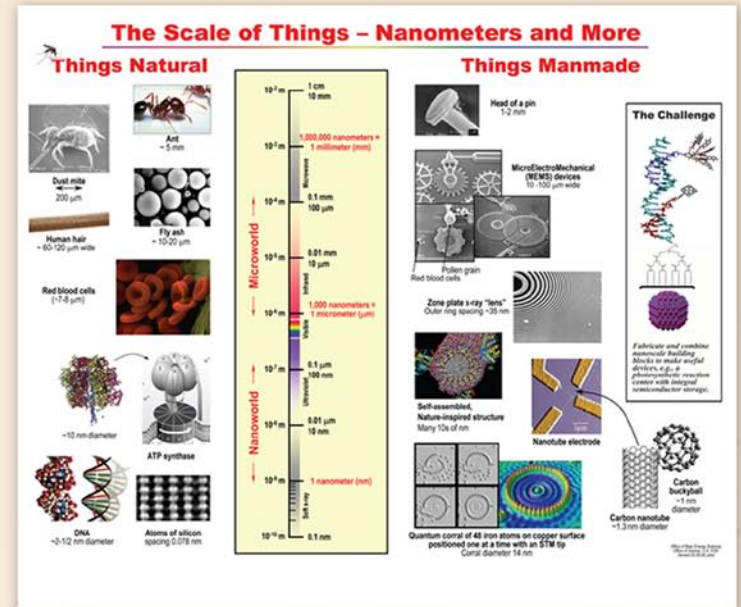 The Scale of Things – Nanometers and More
Things Natural
Things Manmade
Dust mite
200 μm
Ant
~ 5 mm
Human hair
~ 60-120 μm wide
Fly ash
~ 10-20 μm
Red blood cells
(~7-8 μm)
~10 nm diameter
ATP synthase
DNA
~2-1/2 nm diameter
Atoms of silicon
spacing 0.078 nm
Microworld
Nanoworld
10⁻² m
1 cm
10 mm
1,000,000 nanometers =
1 millimeter (mm)
10⁻³ m
Microwave
10⁻⁴ m
0.1 mm
100 μm
10⁻⁵ m
0.01 mm
10 μm
Infrared
1,000 nanometers =
1 micrometer (μm)
10⁻⁶ m
Visible
10⁻⁷ m
0.1 μm
100 nm
Ultraviolet
10⁻⁸ m
0.01 μm
10 nm
10⁻⁹ m
1 nanometer (nm)
Soft x-ray
10⁻¹⁰ m
0.1 nm
Head of a pin
1-2 mm
MicroElectroMechanical
(MEMS) devices
10 -100 μm wide
Pollen grain
Red blood cells
Zone plate x-ray "lens"
Outer ring spacing ~35 nm
Self-assembled,
Nature-inspired structure
Many 10s of nm
Nanotube electrode
Quantum corral of 48 iron atoms on copper surface
positioned one at a time with an STM tip
Corral diameter 14 nm
Carbon nanotube
~1.3 nm diameter
Carbon
buckyball
~1 nm
diameter
The Challenge
Fabricate and combine
nanoscale building
blocks to make useful
devices, e.g., a
photosynthetic reaction
center with integral
semiconductor storage.